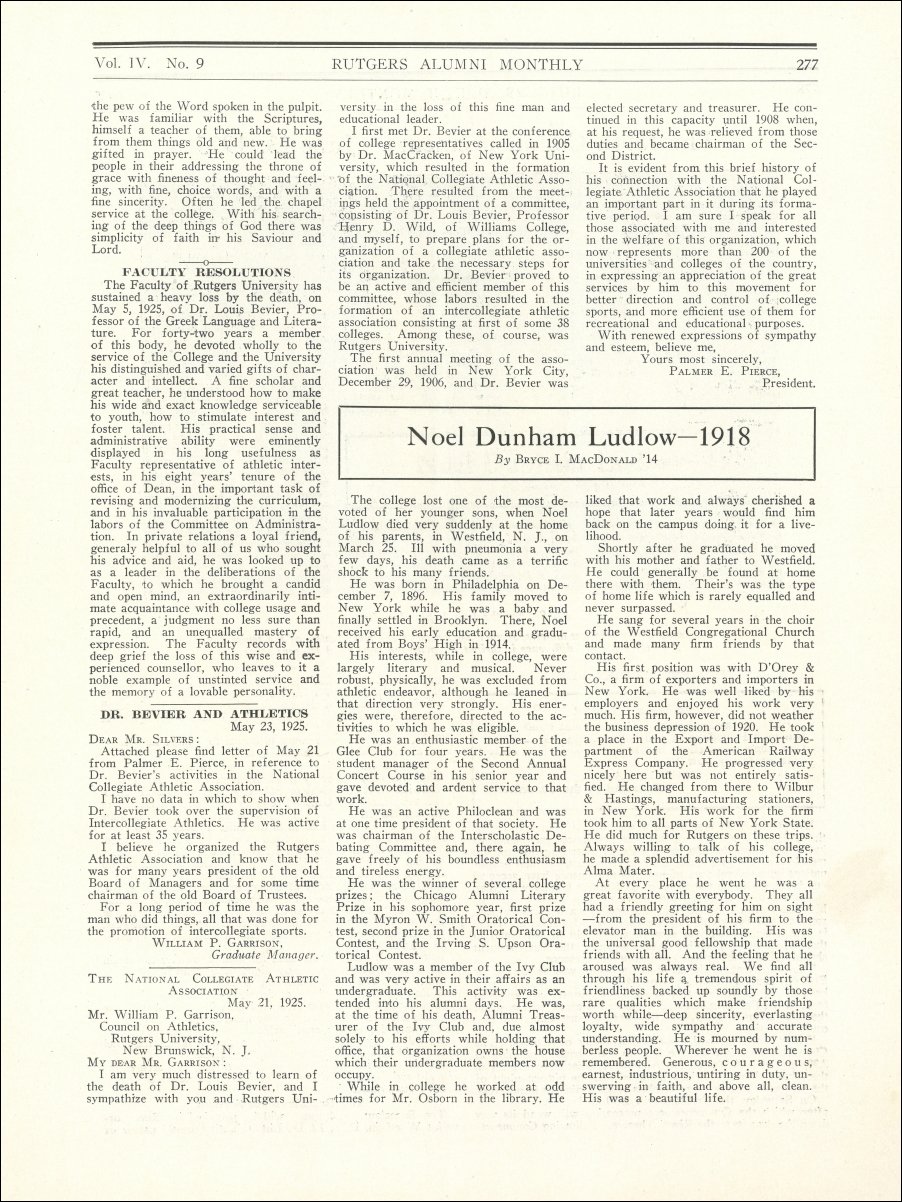 Vol. IV. No. 9 RUTGERS ALUMNI MONTHLY 277
the pew of the Word spoken in the pulpit.
He was familiar with the Scriptures,
himself a teacher of them, able to bring
from them things old and new. He was
gifted in prayer. He could lead the
people in their addressing the throne of
grace with fineness of thought and feel-
ing, with fine, choice words, and with a
fine sincerity. Often he led the chapel
service at the college. With his search-
ing of the deep things of God there was
simplicity of faith in his Saviour and
Lord.
FACULTY RESOLUTIONS
The Faculty of Rutgers University has
sustained a heavy loss by the death, on
May 5, 1925, of Dr. Louis Bevier, Pro-
fessor of the Greek Language and Litera-
ture. For forty-two years a member
of this body, he devoted wholly to the
service of the College and the University
his distinguished and varied gifts of char-
acter and intellect. A fine scholar and
great teacher, he understood how to make
his wide and exact knowledge serviceable
to youth, how to stimulate interest and
foster talent. His practical sense and
administrative ability were eminently
displayed in his long usefulness as
Faculty representative of athletic inter-
ests, in his eight years' tenure of the
office of Dean, in the important task of
revising and modernizing the curriculum,
and in his invaluable participation in the
labors of the Committee on Administra-
tion. In private relations a loyal friend,
generaly helpful to all of us who sought
his advice and aid, he was looked up to
as a leader in the deliberations of the
Faculty, to which he brought a candid
and open mind, an extraordinarily inti-
mate acquaintance with college usage and
precedent, a judgment no less sure than
rapid, and an unequalled mastery of
expression. The Faculty records with
deep grief the loss of this wise and ex-
perienced counsellor, who leaves to it a
noble example of unstinted service and
the memory of a lovable personality.
DR. BEVIER AND ATHLETICS
May 23, 1925.
DEAR MR. SILVERS:
Attached please find letter of May 21
from Palmer E. Pierce, in reference to
Dr. Bevier's activities in the National
Collegiate Athletic Association.
I have no data in which to show when
Dr. Bevier took over the supervision of
Intercollegiate Athletics. He was active
for at least 35 years.
I believe he organized the Rutgers
Athletic Association and know that he
was for many years president of the old
Board of Managers and for some time
chairman of the old Board of Trustees.
For a long period of time he was the
man who did things, all that was done for
the promotion of intercollegiate sports.
WILLIAM P. GARRISON,
Graduate Manager.
THE NATIONAL COLLEGIATE ATHLETIC
ASSOCIATION
May 21, 1925.
Mr. William P. Garrison,
Council on Athletics,
Rutgers University,
New Brunswick, N. J.
MY DEAR MR. GARRISON:
I am very much distressed to learn of
the death of Dr. Louis Bevier, and I
sympathize with you and Rutgers Uni-
versity in the loss of this fine man and
educational leader.
I first met Dr. Bevier at the conference
of college representatives called in 1905
by Dr. MacCracken, of New York Uni-
versity, which resulted in the formation
of the National Collegiate Athletic Asso-
ciation. There resulted from the meet-
ings held the appointment of a committee,
consisting of Dr. Louis Bevier, Professor
Henry D. Wild, of Williams College,
and myself, to prepare plans for the or-
ganization of a collegiate athletic asso-
ciation and take the necessary steps for
its organization. Dr. Bevier proved to
be an active and efficient member of this
committee, whose labors resulted in the
formation of an intercollegiate athletic
association consisting at first of some 38
colleges. Among these, of course, was
Rutgers University.
The first annual meeting of the asso-
ciation was held in New York City,
December 29, 1906, and Dr. Bevier was
elected secretary and treasurer. He con-
tinued in this capacity until 1908 when,
at his request, he was relieved from those
duties and became chairman of the Sec-
ond District.
It is evident from this brief history of
his connection with the National Col-
legiate Athletic Association that he played
an important part in it during its forma-
tive period. I am sure I speak for all
those associated with me and interested
in the welfare of this organization, which
now represents more than 200 of the
universities and colleges of the country,
in expressing an appreciation of the great
services by him to this movement for
better direction and control of college
sports, and more efficient use of them for
recreational and educational purposes.
With renewed expressions of sympathy
and esteem, believe me,
Yours most sincerely,
PALMER E. PIERCE,
President.
Noel Dunham Ludlow—1918
By BRYCE I. MACDONALD '14
The college lost one of the most de-
voted of her younger sons, when Noel
Ludlow died very suddenly at the home
of his parents, in Westfield, N. J., on
March 25. Ill with pneumonia a very
few days, his death came as a terrific
shock to his many friends.
He was born in Philadelphia on De-
cember 7, 1896. His family moved to
New York while he was a baby and
finally settled in Brooklyn. There, Noel
received his early education and gradu-
ated from Boys' High in 1914.
His interests, while in college, were
largely literary and musical. Never
robust, physically, he was excluded from
athletic endeavor, although he leaned in
that direction very strongly. His ener-
gies were, therefore, directed to the ac-
tivities to which he was eligible.
He was an enthusiastic member of the
Glee Club for four years. He was the
student manager of the Second Annual
Concert Course in his senior year and
gave devoted and ardent service to that
work.
He was an active Philoclean and was
at one time president of that society. He
was chairman of the Interscholastic De-
bating Committee and, there again, he
gave freely of his boundless enthusiasm
and tireless energy.
He was the winner of several college
prizes; the Chicago Alumni Literary
Prize in his sophomore year, first prize
in the Myron W. Smith Oratorical Con-
test, second prize in the Junior Oratorical
Contest, and the Irving S. Upson Ora-
torical Contest.
Ludlow was a member of the Ivy Club
and was very active in their affairs as an
undergraduate. This activity was ex-
tended into his alumni days. He was,
at the time of his death, Alumni Treas-
urer of the Ivy Club and, due almost
solely to his efforts while holding that
office, that organization owns the house
which their undergraduate members now
occupy.
While in college he worked at odd
times for Mr. Osborn in the library. He
liked that work and always cherished a
hope that later years would find him
back on the campus doing it for a live-
lihood.
Shortly after he graduated he moved
with his mother and father to Westfield.
He could generally be found at home
there with them. Their's was the type
of home life which is rarely equalled and
never surpassed.
He sang for several years in the choir
of the Westfield Congregational Church
and made many firm friends by that
contact.
His first position was with D'Orey &
Co., a firm of exporters and importers in
New York. He was well liked by his
employers and enjoyed his work very
much. His firm, however, did not weather
the business depression of 1920. He took
a place in the Export and Import De-
partment of the American Railway
Express Company. He progressed very
nicely here but was not entirely satis-
fied. He changed from there to Wilbur
& Hastings, manufacturing stationers,
in New York. His work for the firm
took him to all parts of New York State.
He did much for Rutgers on these trips.
Always willing to talk of his college,
he made a splendid advertisement for his
Alma Mater.
At every place he went he was a
great favorite with everybody. They all
had a friendly greeting for him on sight
—from the president of his firm to the
elevator man in the building. His was
the universal good fellowship that made
friends with all. And the feeling that he
aroused was always real. We find all
through his life a tremendous spirit of
friendliness backed up soundly by those
rare qualities which make friendship
worth while—deep sincerity, everlasting
loyalty, wide sympathy and accurate
understanding. He is mourned by num-
berless people. Wherever he went he is
remembered. Generous, courageous,
earnest, industrious, untiring in duty, un-
swerving in faith, and above all, clean.
His was a beautiful life.